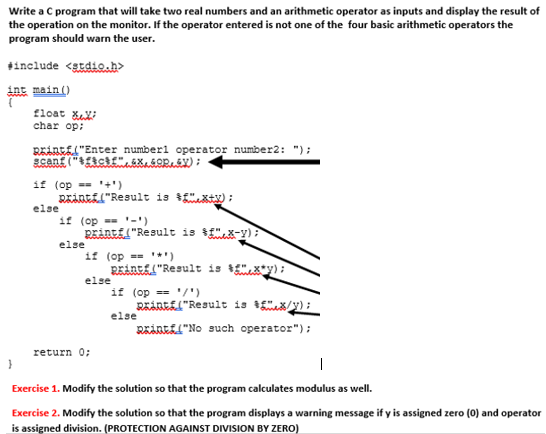 Write a C program that will take two real numbers and an arithmetic operator as inputs and display the result of
the operation on the monitor. If the operator entered is not one of the four basic arithmetic operators the
program should warn the user.
#include <stdio.h>
int main()
{
float x,y;
char op;
printf("Enter number1 operator number2: ");
scanf("%f%c%f",&x,&op,&y);
if (op == '+')
printf("Result is %f",x+y);
else
if (op == '-')
printf("Result is %f",x-y);
else
if (op == '*')
printf("Result is %f",x*y);
else
if (op == '/')
printf("Result is %f",x/y);
else
printf("No such operator");
return 0;
}
Exercise 1. Modify the solution so that the program calculates modulus as well.
Exercise 2. Modify the solution so that the program displays a warning message if y is assigned zero (0) and operator
is assigned division. (PROTECTION AGAINST DIVISION BY ZERO)